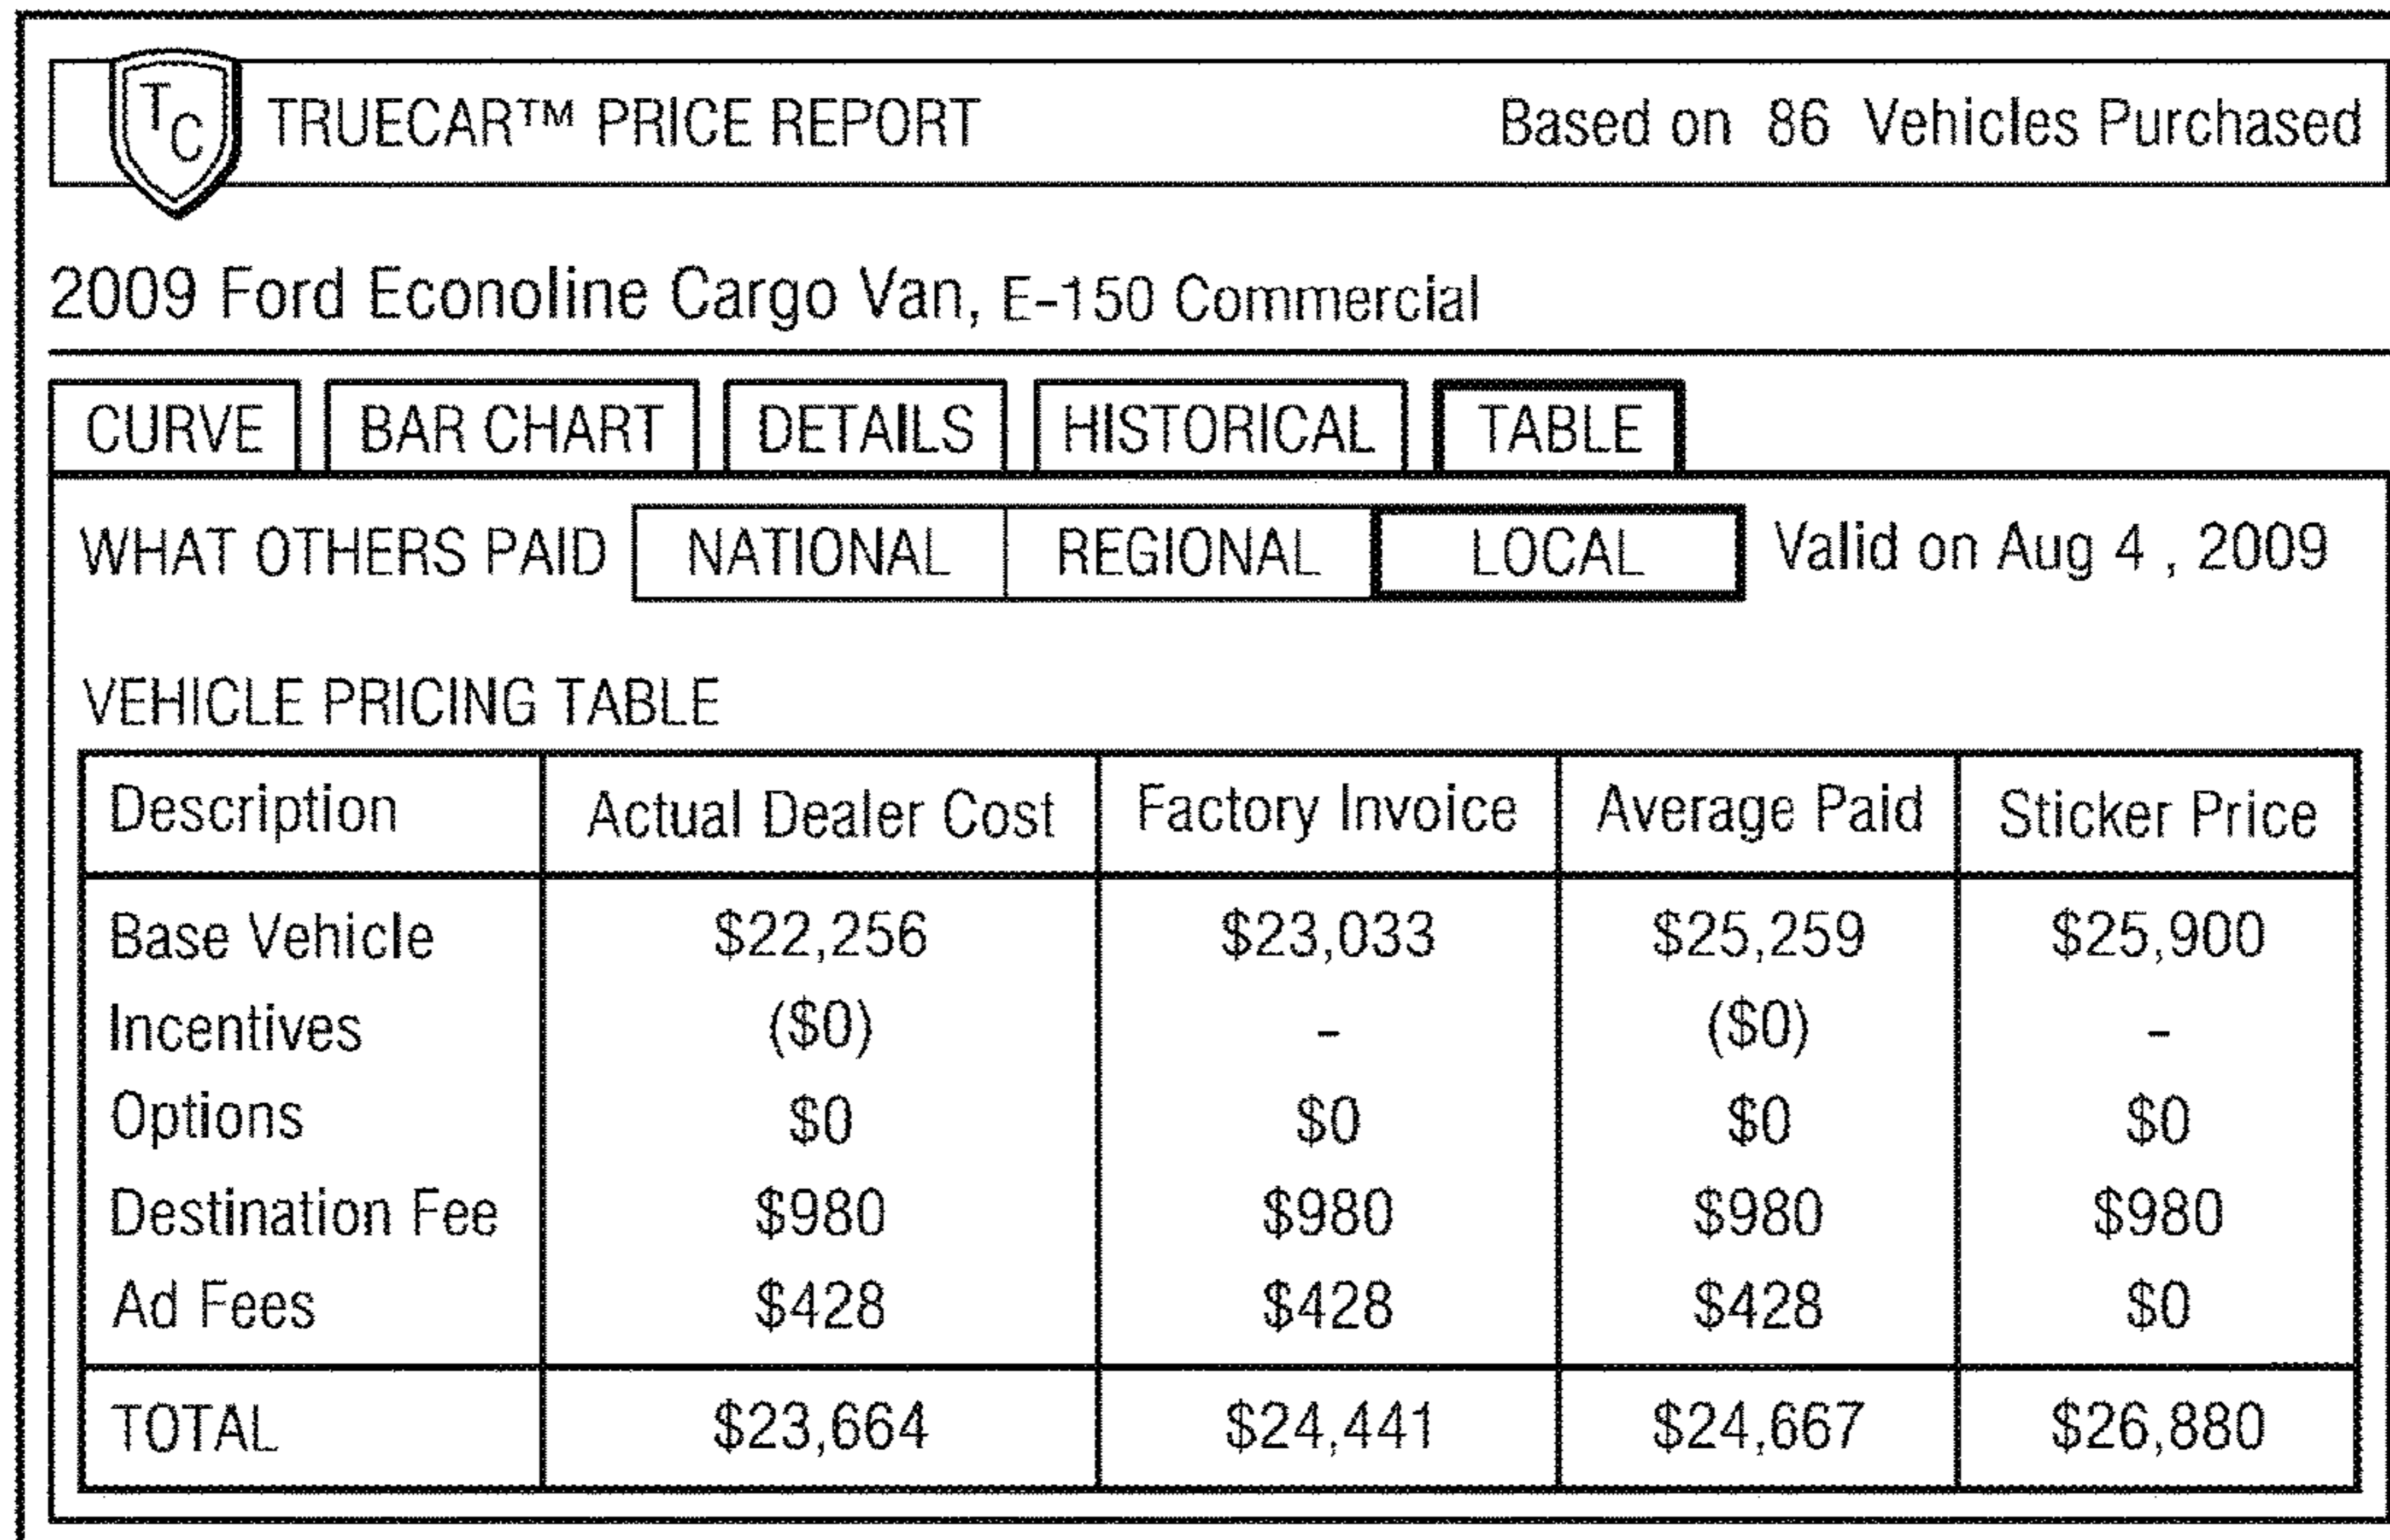 TC TRUECAR™ PRICE REPORT Based on 86 Vehicles Purchased
2009 Ford Econoline Cargo Van, E-150 Commercial
CURVE BAR CHART DETAILS HISTORICAL TABLE
WHAT OTHERS PAID NATIONAL REGIONAL LOCAL Valid on Aug 4 , 2009
VEHICLE PRICING TABLE
Description Actual Dealer Cost Factory Invoice Average Paid Sticker Price
Base Vehicle $22,256 $23,033 $25,259 $25,900
Incentives ($0) - ($0) -
Options $0 $0 $0 $0
Destination Fee $980 $980 $980 $980
Ad Fees $428 $428 $428 $0
TOTAL $23,664 $24,441 $24,667 $26,880